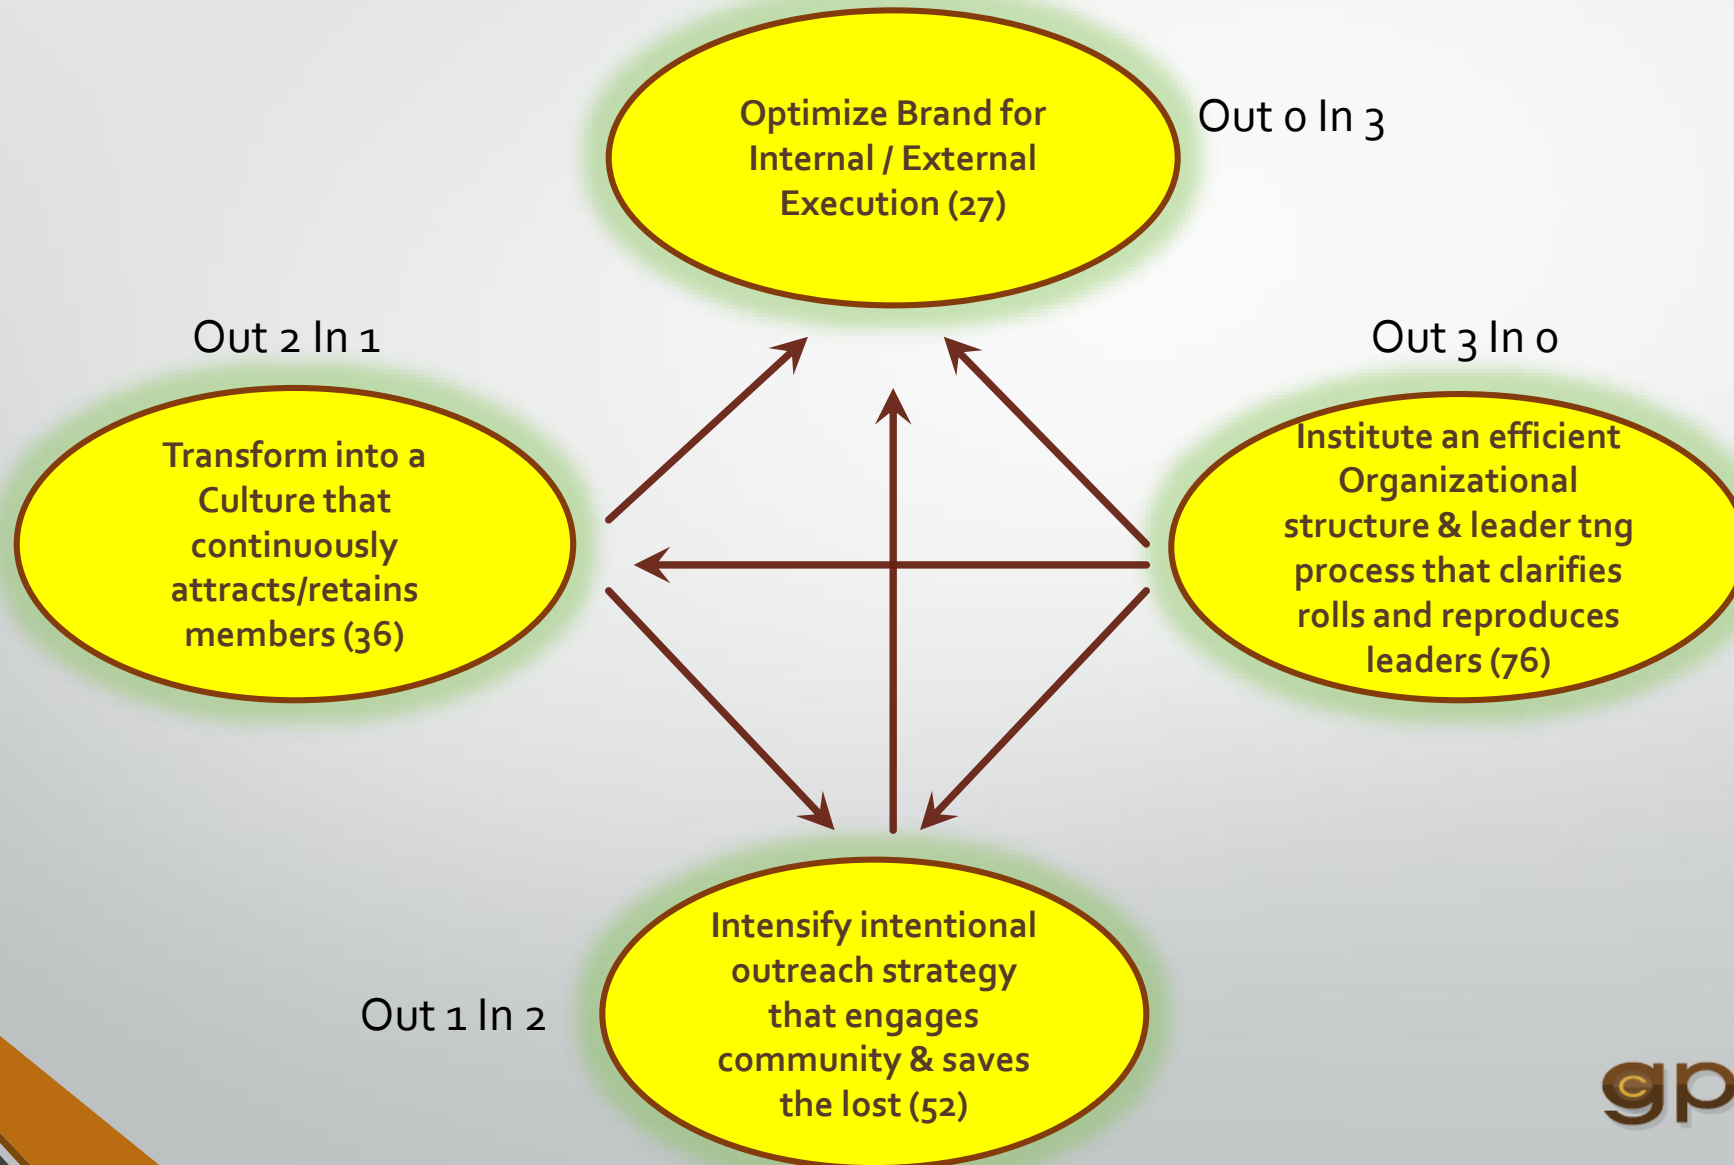 Optimize Brand for
Internal / External
Execution (27)
Out 0 In 3
Out 2 In 1
Out 3 In 0
Transform into a
Culture that
continuously
attracts/retains
members (36)
Institute an efficient
Organizational
structure & leader tng
process that clarifies
rolls and reproduces
leaders (76)
Intensify intentional
outreach strategy
that engages
community & saves
the lost (52)
Out 1 In 2
gp